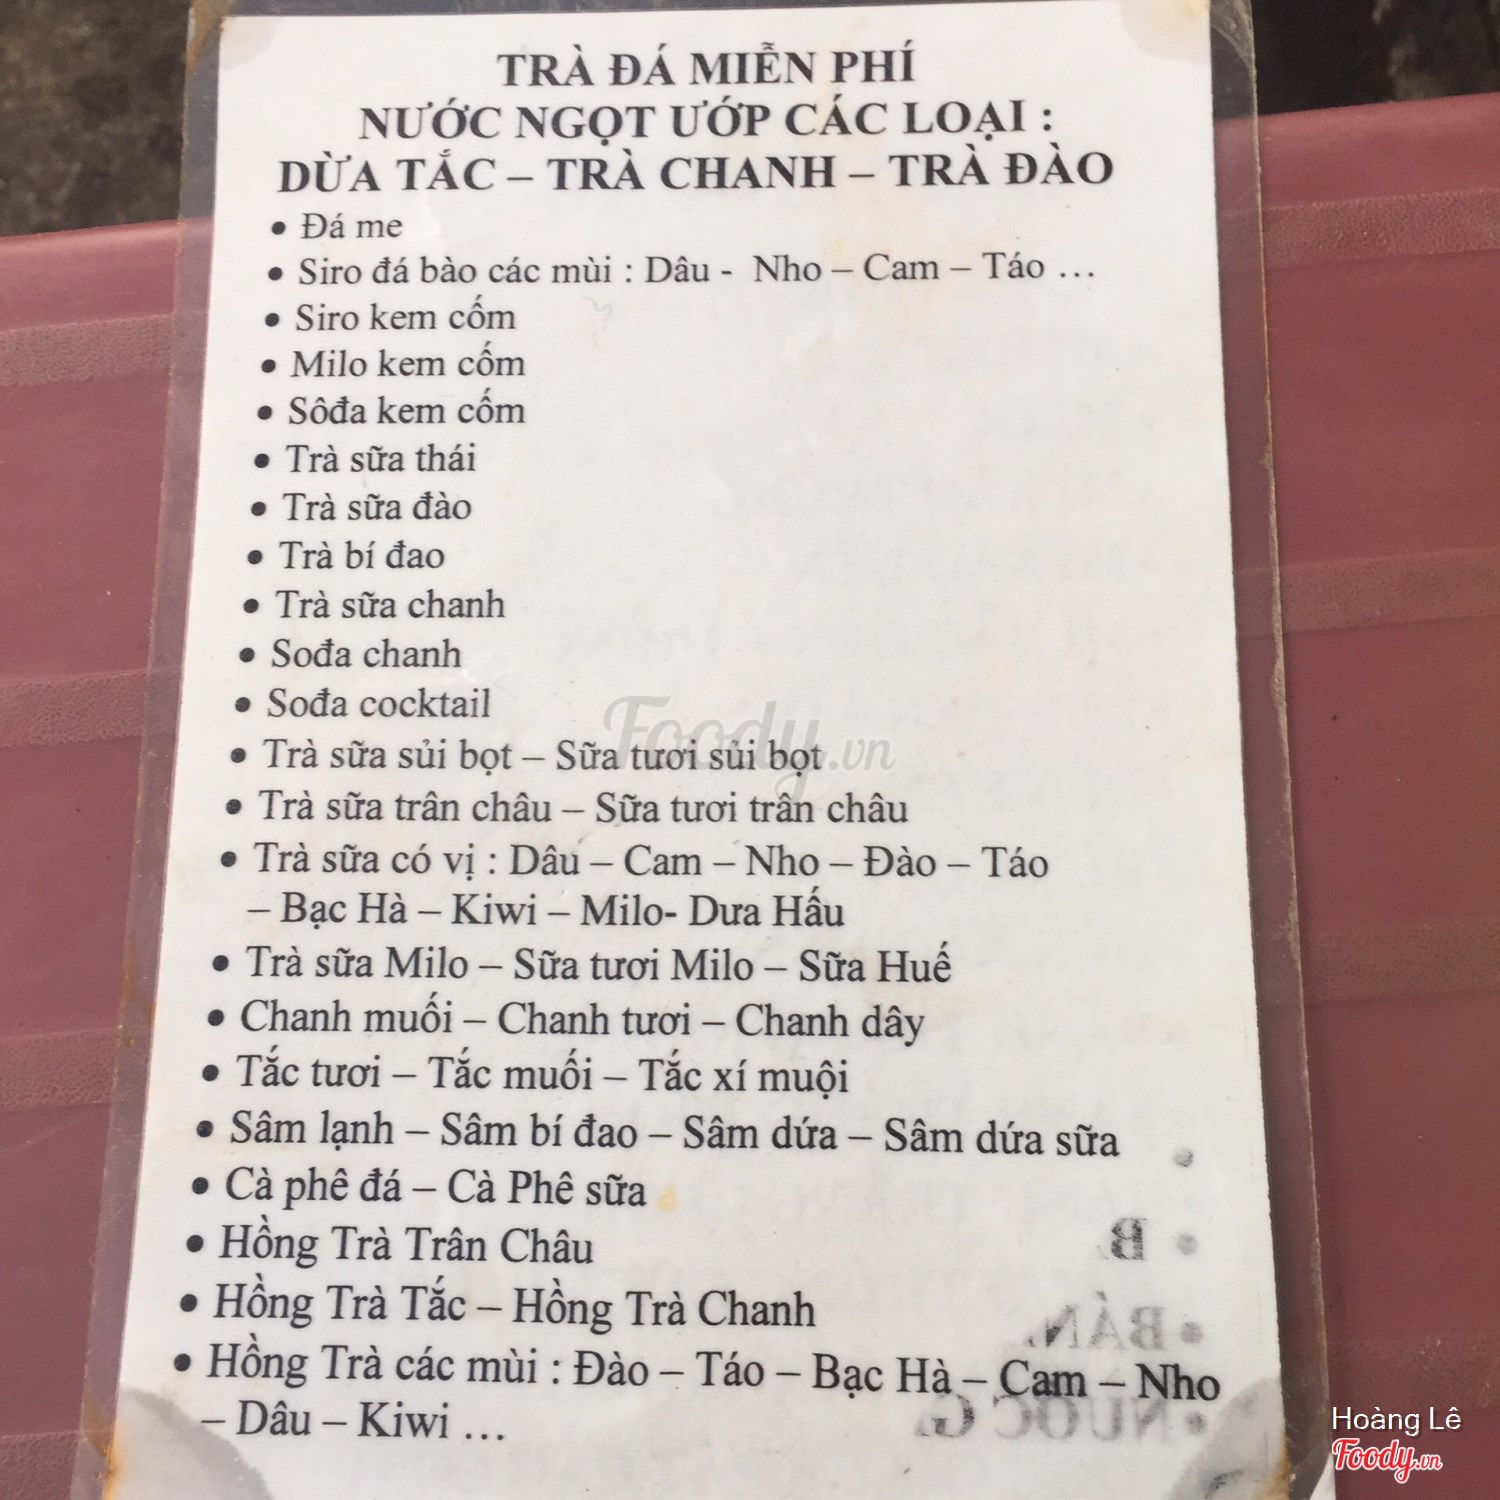 TRÀ ĐÁ MIỄN PHÍ
NƯỚC NGỌT ƯỚP CÁC LOẠI :
DỪA TẮC – TRÀ CHANH – TRÀ ĐÀO
• Đá me
• Siro đá bào các mùi : Dâu - Nho – Cam – Táo ...
• Siro kem cốm
• Milo kem cốm
• Sôđa kem cốm
• Trà sữa thái
• Trà sữa đào
• Trà bí đao
• Trà sữa chanh
• Sođa chanh
• Sođa cocktail
• Trà sữa sủi bọt – Sữa tươi sủi bọt
• Trà sữa trân châu – Sữa tươi trân châu
• Trà sữa có vị : Dâu – Cam – Nho – Đào – Táo
– Bạc Hà – Kiwi – Milo- Dưa Hấu
• Trà sữa Milo – Sữa tươi Milo – Sữa Huế
• Chanh muối – Chanh tươi – Chanh dây
• Tắc tươi – Tắc muối – Tắc xí muội
• Sâm lạnh – Sâm bí đao – Sâm dứa – Sâm dứa sữa
• Cà phê đá – Cà Phê sữa
• Hồng Trà Trân Châu
• Hồng Trà Tắc – Hồng Trà Chanh
• Hồng Trà các mùi : Đào – Táo – Bạc Hà – Cam – Nho
– Dâu – Kiwi ...
Foody.vn
Hoàng Lê
Foody.vn